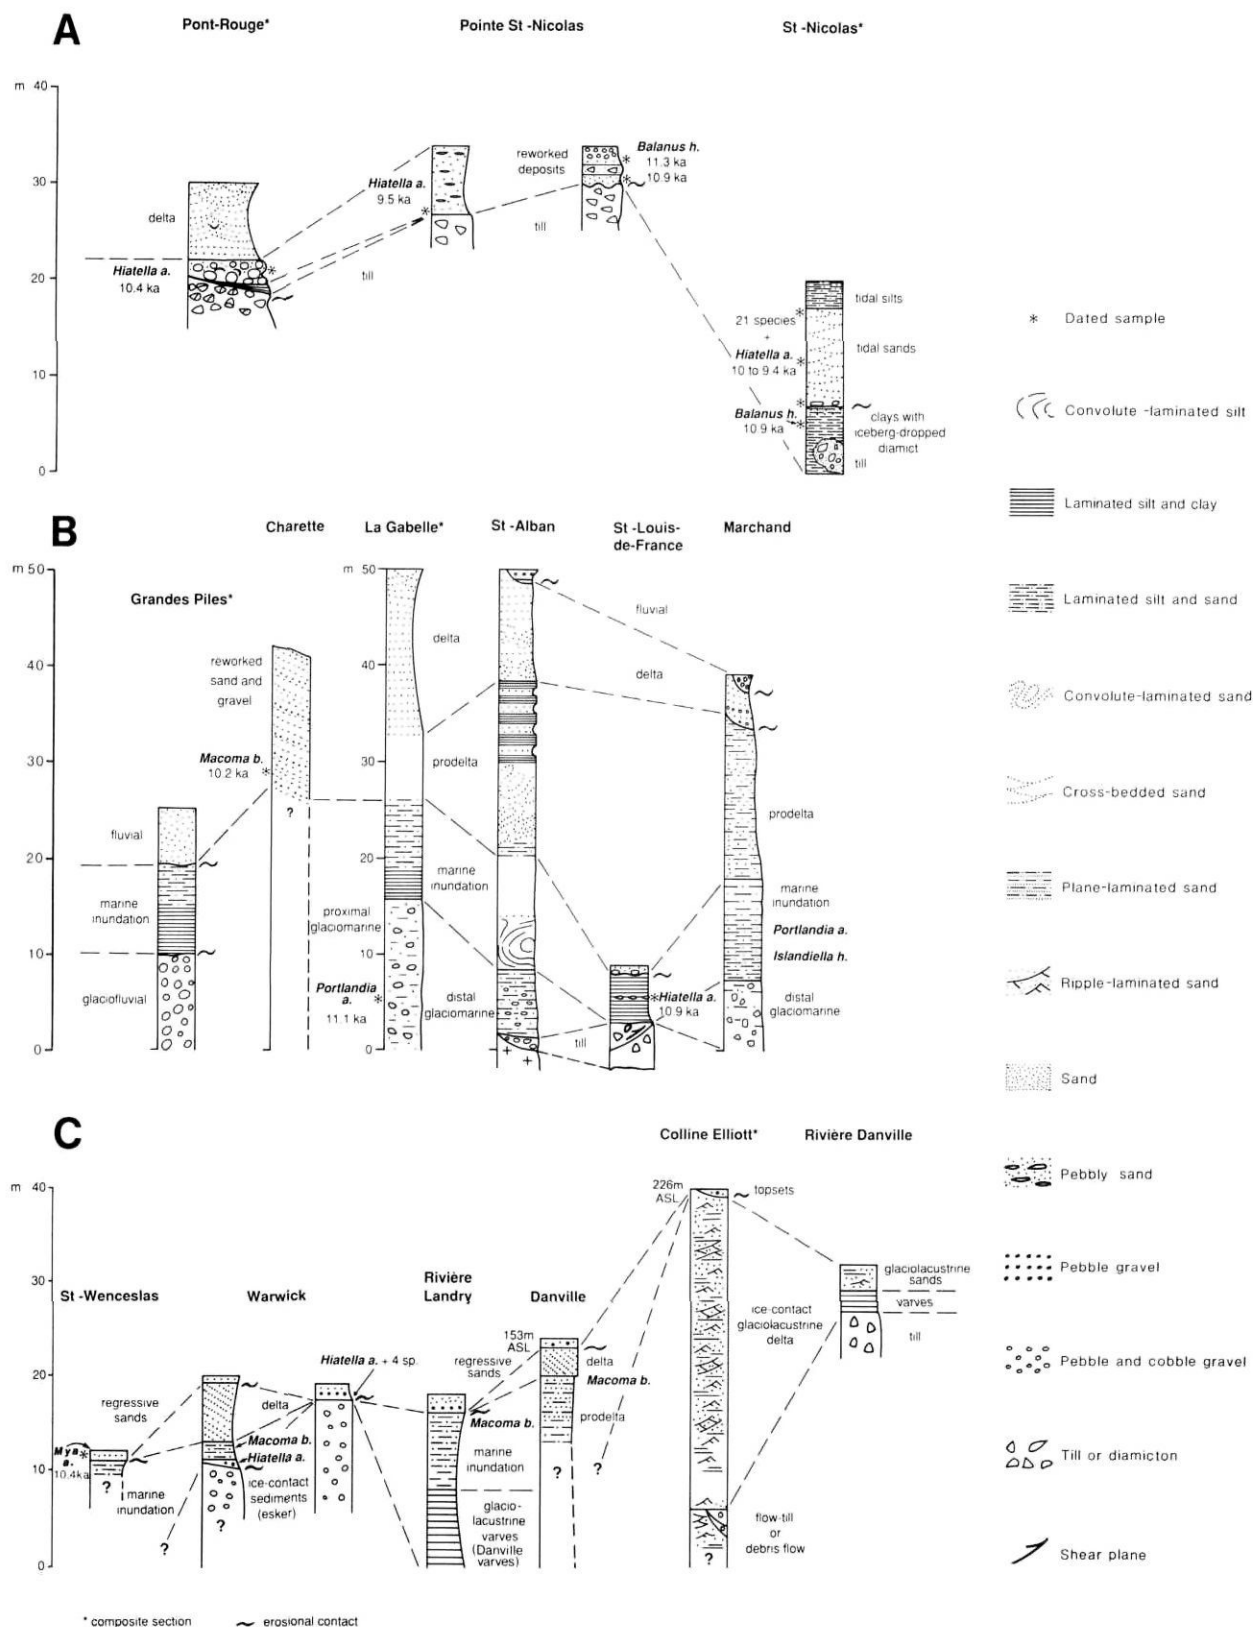 A
Pont-Rouge*
Pointe St -Nicolas
St -Nicolas*
m 40
30
20
10
0
delta
Hiatella a.
10.4 ka
till
Hiatella a.
9.5 ka
reworked
deposits
till
Balanus h.
11.3 ka
10.9 ka
21 species
+
Hiatella a.
10 to 9.4 ka
Balanus h.
10 9 ka
tidal silts
tidal sands
clays with
iceberg-dropped
diamict
till
B
Grandes Piles*
Charette
La Gabelle*
St -Alban
St -Louis-
de-France
Marchand
m 50
40
30
20
10
0
fluvial
marine
inundation
glaciofluvial
reworked
sand and
gravel
Macoma b.
10.2 ka
?
m 50
40
30
20
10
0
delta
prodelta
marine
inundation
proximal
glaciomarine
Portlandia
a.
11.1 ka
distal
glaciomarine
+ +
till
fluvial
delta
Hiatella a.
10.9 ka
prodelta
marine
inundation
Portlandia a.
Islandiella h.
distal
glaciomarine
C
St -Wenceslas
Warwick
Rivière
Landry
Danville
Colline Elliott*
Rivière Danville
m 40
30
20
10
0
regressive
sands
Mya
a.
10.4ka
?
marine
inundation
?
delta
Macoma b.
Hiatella a.
ice-contact
sediments
(esker)
?
Hiatella a. + 4 sp.
regressive
sands
Macoma b.
marine
inundation
glacio-
lacustrine
varves
(Danville
varves)
153m
ASL
delta
Macoma b.
prodelta
?
?
226m
ASL
topsets
ice-contact
glaciolacustrine
delta
flow-till
or
debris flow
?
glaciolacustrine
sands
varves
till
* composite section
~ erosional contact
* Dated sample
Convolute -laminated silt
Laminated silt and clay
Laminated silt and sand
Convolute-laminated sand
Cross-bedded sand
Plane-laminated sand
Ripple-laminated sand
Sand
Pebbly sand
Pebble gravel
Pebble and cobble gravel
Till or diamicton
Shear plane